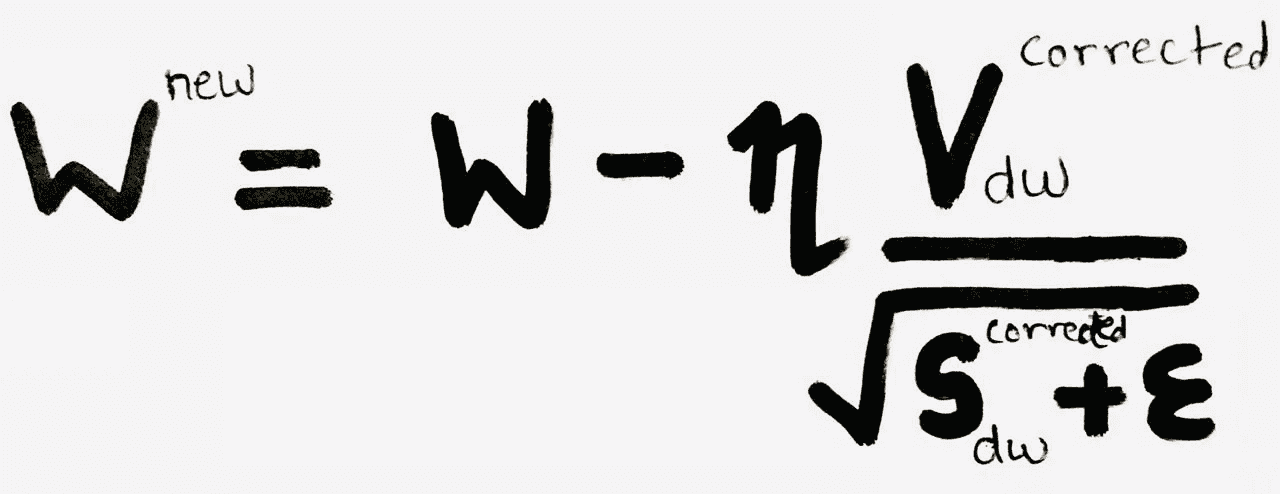 W^new = W - η V_dw^corrected / √(S_dw^corrected + ε)